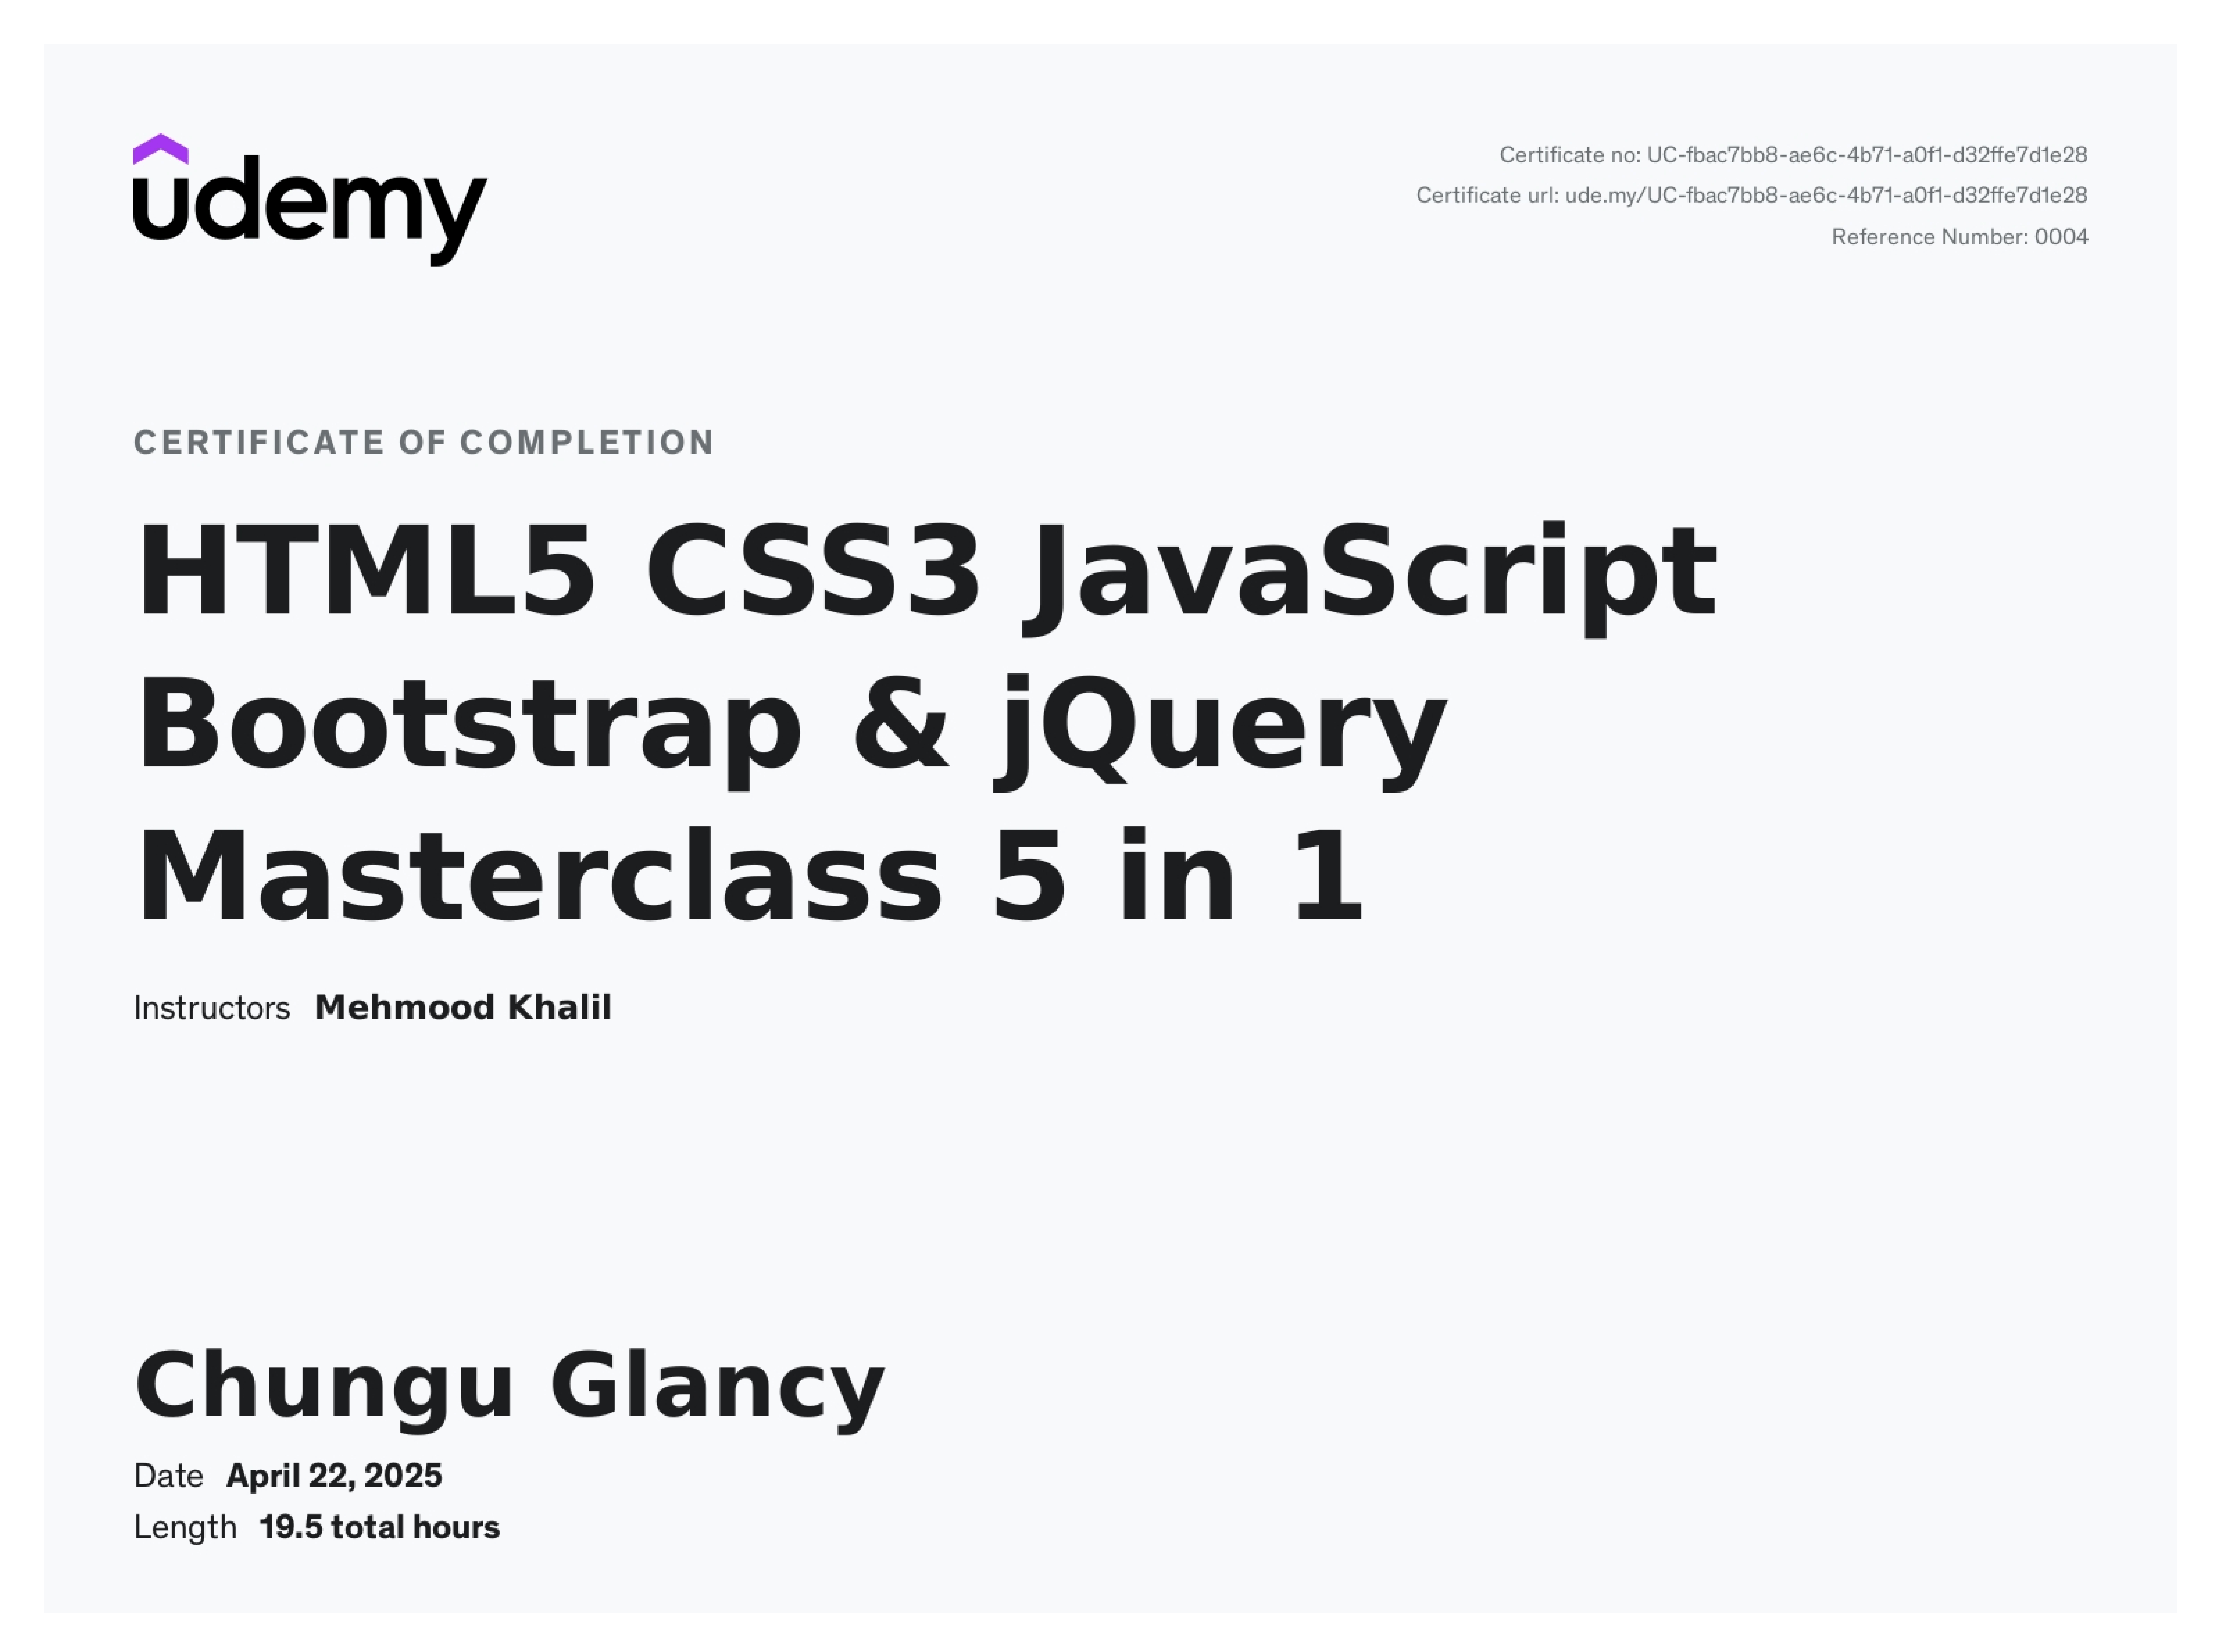 udemy
Certificate no: UC-fbac7bb8-ae6c-4b71-a0f1-d32ffe7d1e28
Certificate url: ude.my/UC-fbac7bb8-ae6c-4b71-a0f1-d32ffe7d1e28
Reference Number: 0004
CERTIFICATE OF COMPLETION
HTML5 CSS3 JavaScript
Bootstrap & jQuery
Masterclass 5 in 1
Instructors Mehmood Khalil
Chungu Glancy
Date April 22, 2025
Length 19.5 total hours